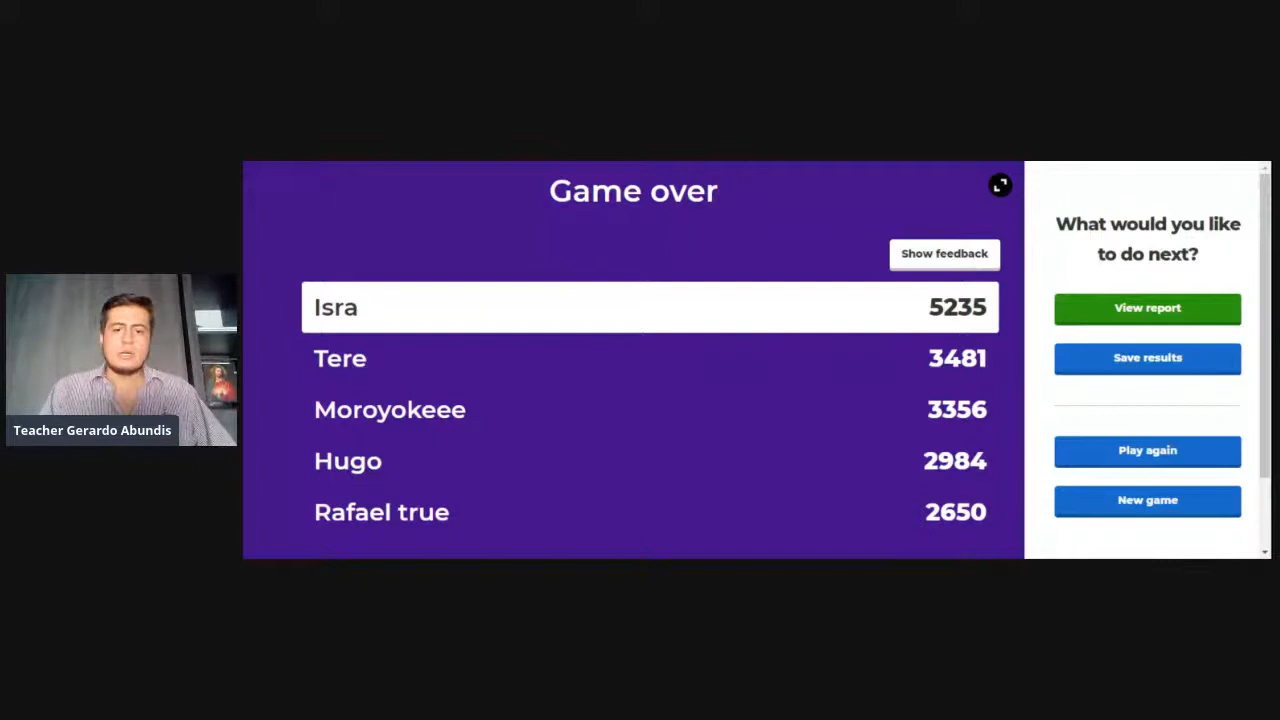 Game over
Show feedback
Isra 5235
Tere 3481
Moroyokeee 3356
Hugo 2984
Rafael true 2650
What would you like
to do next?
View report
Save results
Play again
New game
Teacher Gerardo Abundis